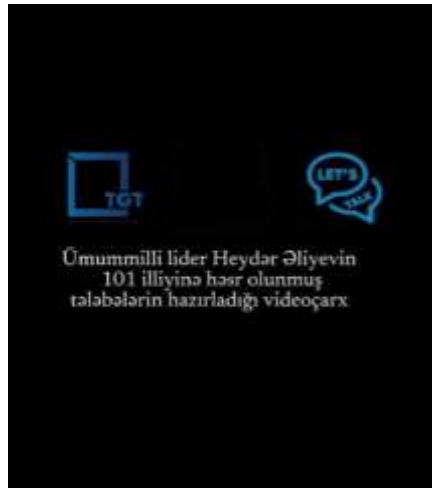 TGT
LET'S
TALK
Ümummilli lider Heydər Əliyevin
101 illiyinə həsr olunmuş
tələbələrin hazırladığı videoçarx